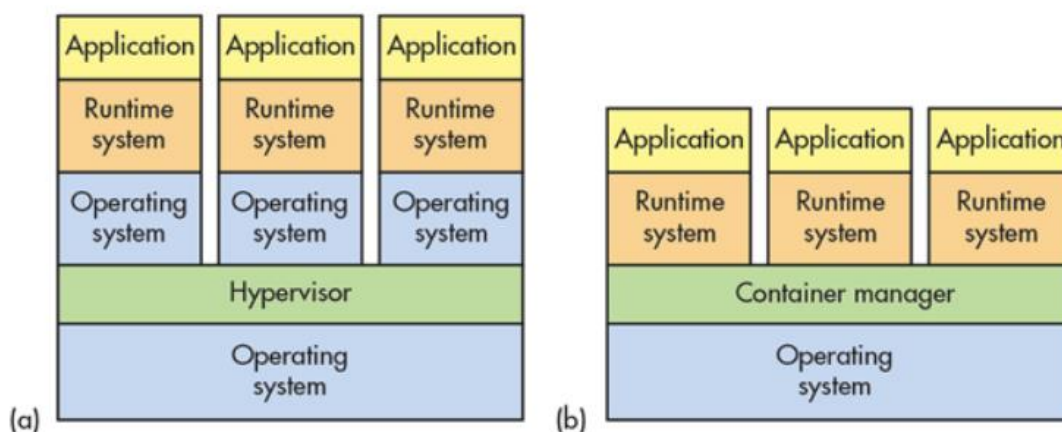 Application
Application
Application
Runtime
system
Runtime
system
Runtime
system
Operating
system
Operating
system
Operating
system
Hypervisor
Operating
system
(a)
Application
Application
Application
Runtime
system
Runtime
system
Runtime
system
Container manager
Operating
system
(b)